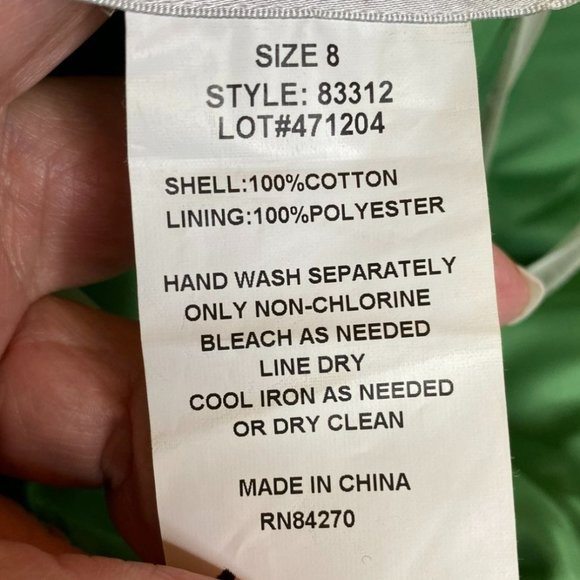 SIZE 8
STYLE: 83312
LOT#471204
SHELL:100%COTTON
LINING:100%POLYESTER
HAND WASH SEPARATELY
ONLY NON-CHLORINE
BLEACH AS NEEDED
LINE DRY
COOL IRON AS NEEDED
OR DRY CLEAN
MADE IN CHINA
RN84270